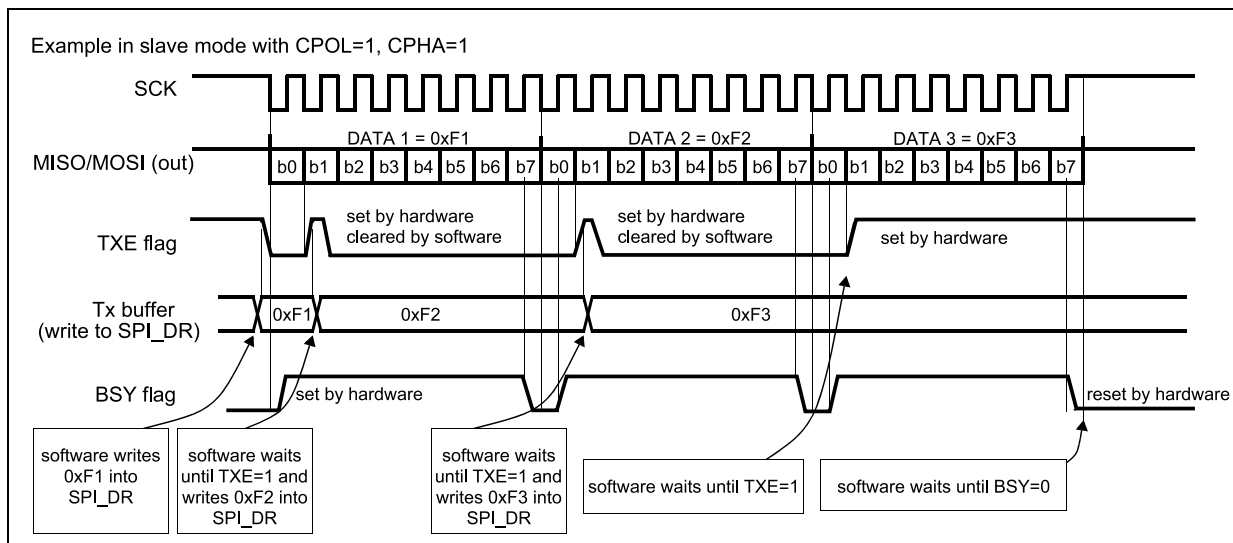 Example in slave mode with CPOL=1, CPHA=1
SCK
DATA 1 = 0xF1 DATA 2 = 0xF2 DATA 3 = 0xF3
MISO/MOSI (out) b0 b1 b2 b3 b4 b5 b6 b7 b0 b1 b2 b3 b4 b5 b6 b7 b0 b1 b2 b3 b4 b5 b6 b7
TXE flag
set by hardware
cleared by software
set by hardware
cleared by software
set by hardware
Tx buffer
(write to SPI_DR)
0xF1 0xF2 0xF3
BSY flag
set by hardware
reset by hardware
software writes
0xF1 into
SPI_DR
software waits
until TXE=1 and
writes 0xF2 into
SPI_DR
software waits
until TXE=1 and
writes 0xF3 into
SPI_DR
software waits until TXE=1
software waits until BSY=0